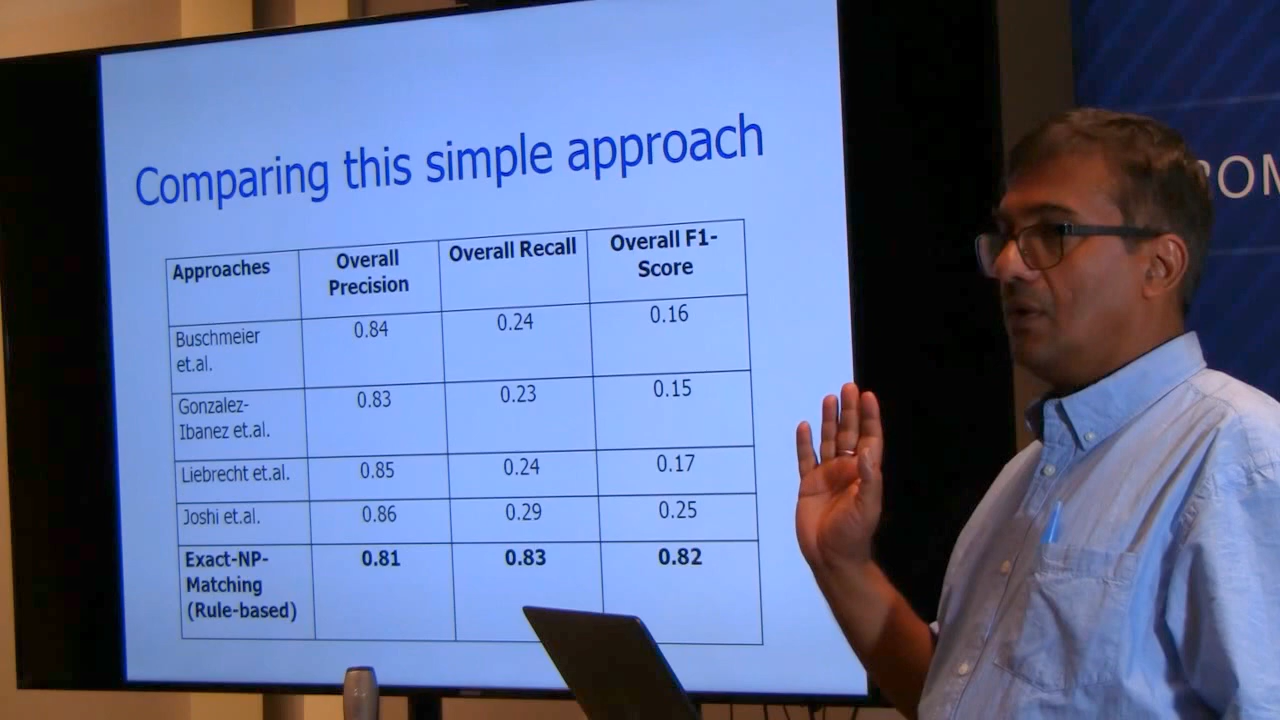 Comparing this simple approach
Approaches
Overall
Precision
Overall Recall
Overall F1-
Score
Buschmeier
et.al.
0.84
0.24
0.16
Gonzalez-
Ibanez et.al.
0.83
0.23
0.15
Liebrecht et.al.
0.85
0.24
0.17
Joshi et.al.
0.86
0.29
0.25
Exact-NP-
Matching
(Rule-based)
0.81
0.83
0.82